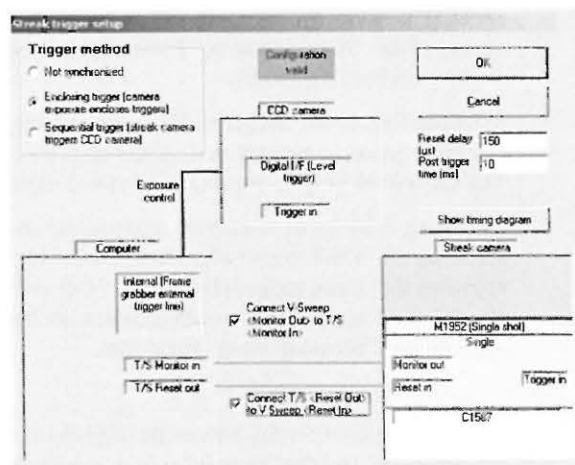 Streak trigger setup
Trigger method
Not synchronized
Enclosing trigger (camera
exposure encloses triggers)
Sequential trigger (streak camera
triggers CCD camera)
Configuration
valid
OK
Cancel
CCD camera
Digital I/F (Level
trigger)
Trigger in
Exposure
control
Reset delay
[us]
150
Post trigger
time [ms]
10
Show timing diagram
Computer
Streak camera
Internal (Frame
grabber external
trigger line)
Connect V-Sweep
<Monitor Out> to T/S
<Monitor In>
T/S Monitor in
T/S Reset out
Connect T/S <Reset Out>
to V Sweep <Reset In>
M1952 (Single shot)
Single
Monitor out
Reset in
Trigger in
C1587